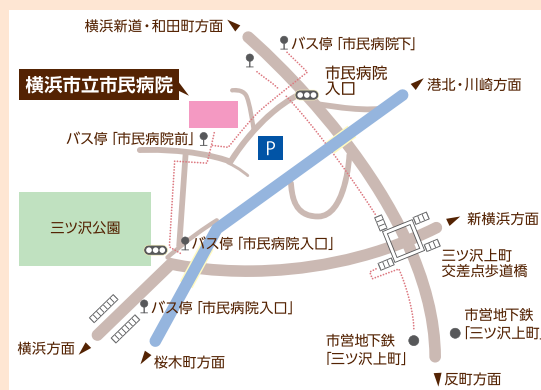 横浜新道・和田町方面
バス停「市民病院下」
市民病院
入口
港北・川崎方面
横浜市立市民病院
バス停「市民病院前」
P
三ツ沢公園
新横浜方面
バス停「市民病院入口」
三ツ沢上町
交差点歩道橋
バス停「市民病院入口」
市営地下鉄
「三ツ沢上町」
市営地下鉄
「三ツ沢上町
横浜方面
桜木町方面
反町方面